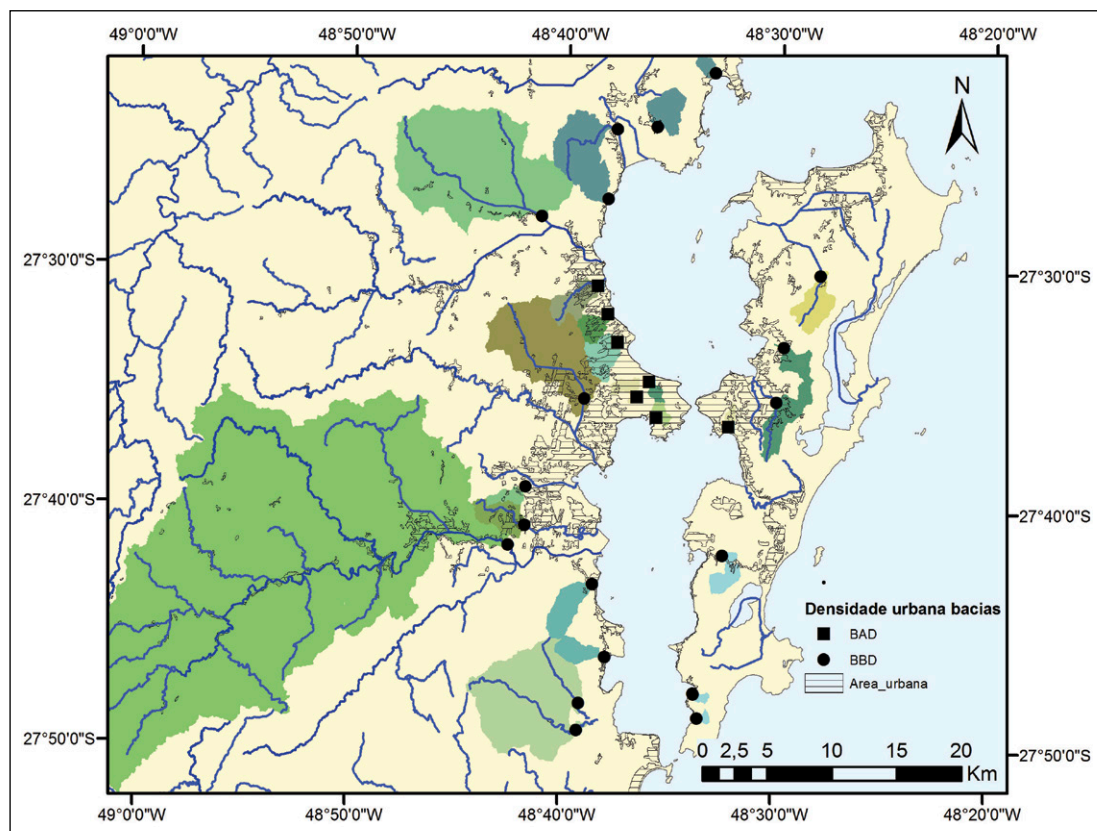 49°0'0"W 48°50'0"W 48°40'0"W 48°30'0"W 48°20'0"W
N
27°30'0"S 27°30'0"S
27°40'0"S 27°40'0"S
Densidade urbana bacias
BAD
BBD
Area_urbana
27°50'0"S 27°50'0"S
0 2,5 5 10 15 20
Km
49°0'0"W 48°50'0"W 48°40'0"W 48°30'0"W 48°20'0"W